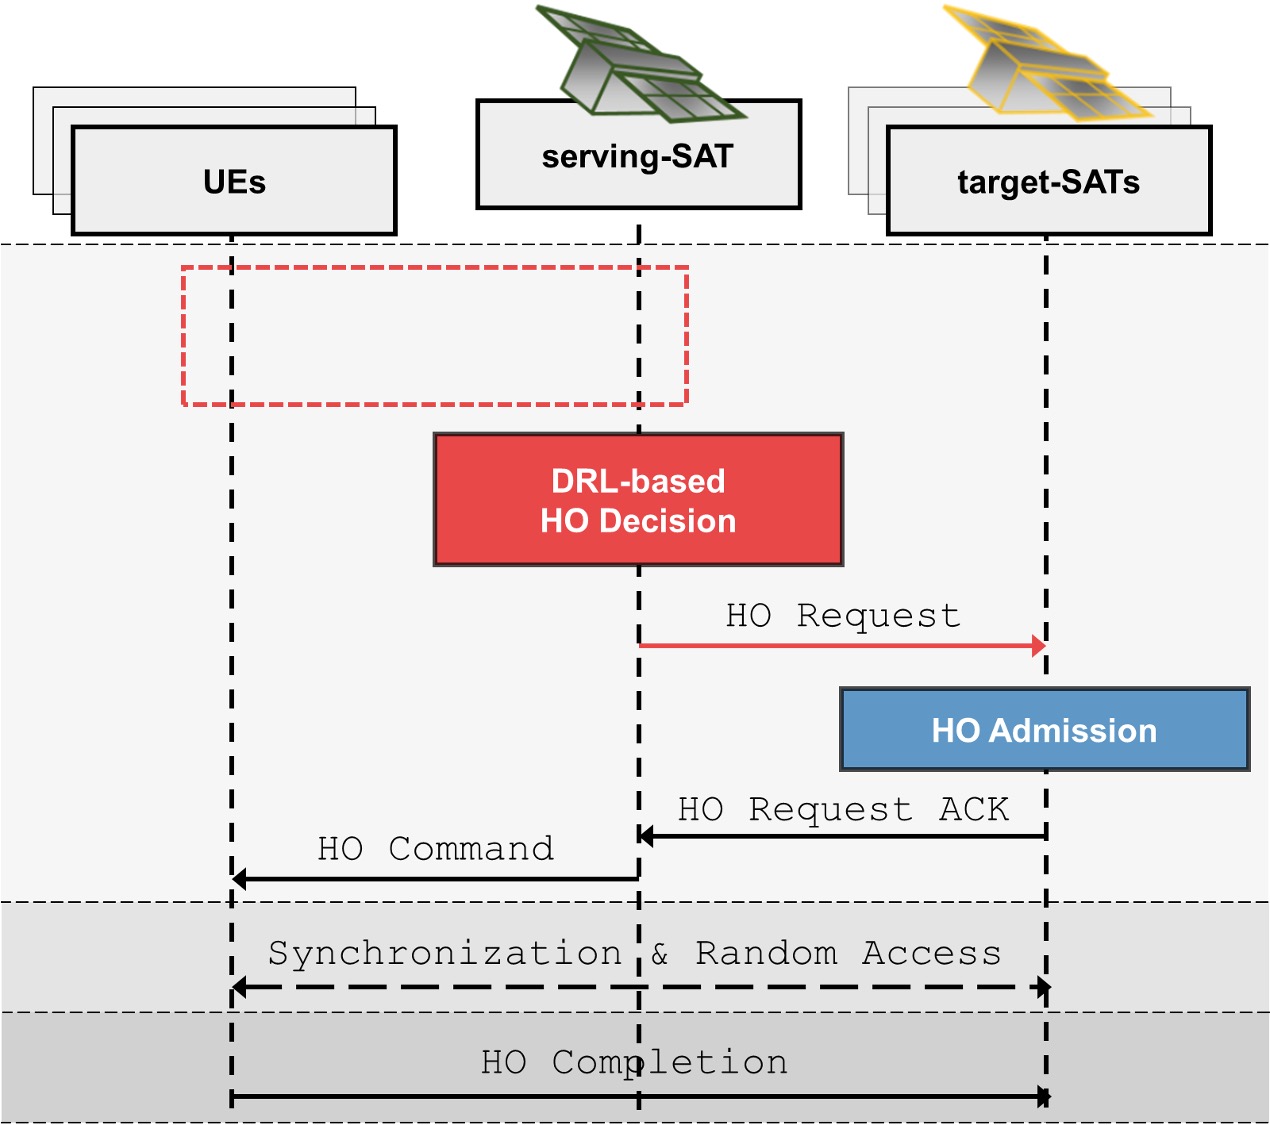 UEs
serving-SAT
target-SATs
DRL-based
HO Decision
HO Request
HO Admission
HO Request ACK
HO Command
Synchronization & Random Access
HO Completion